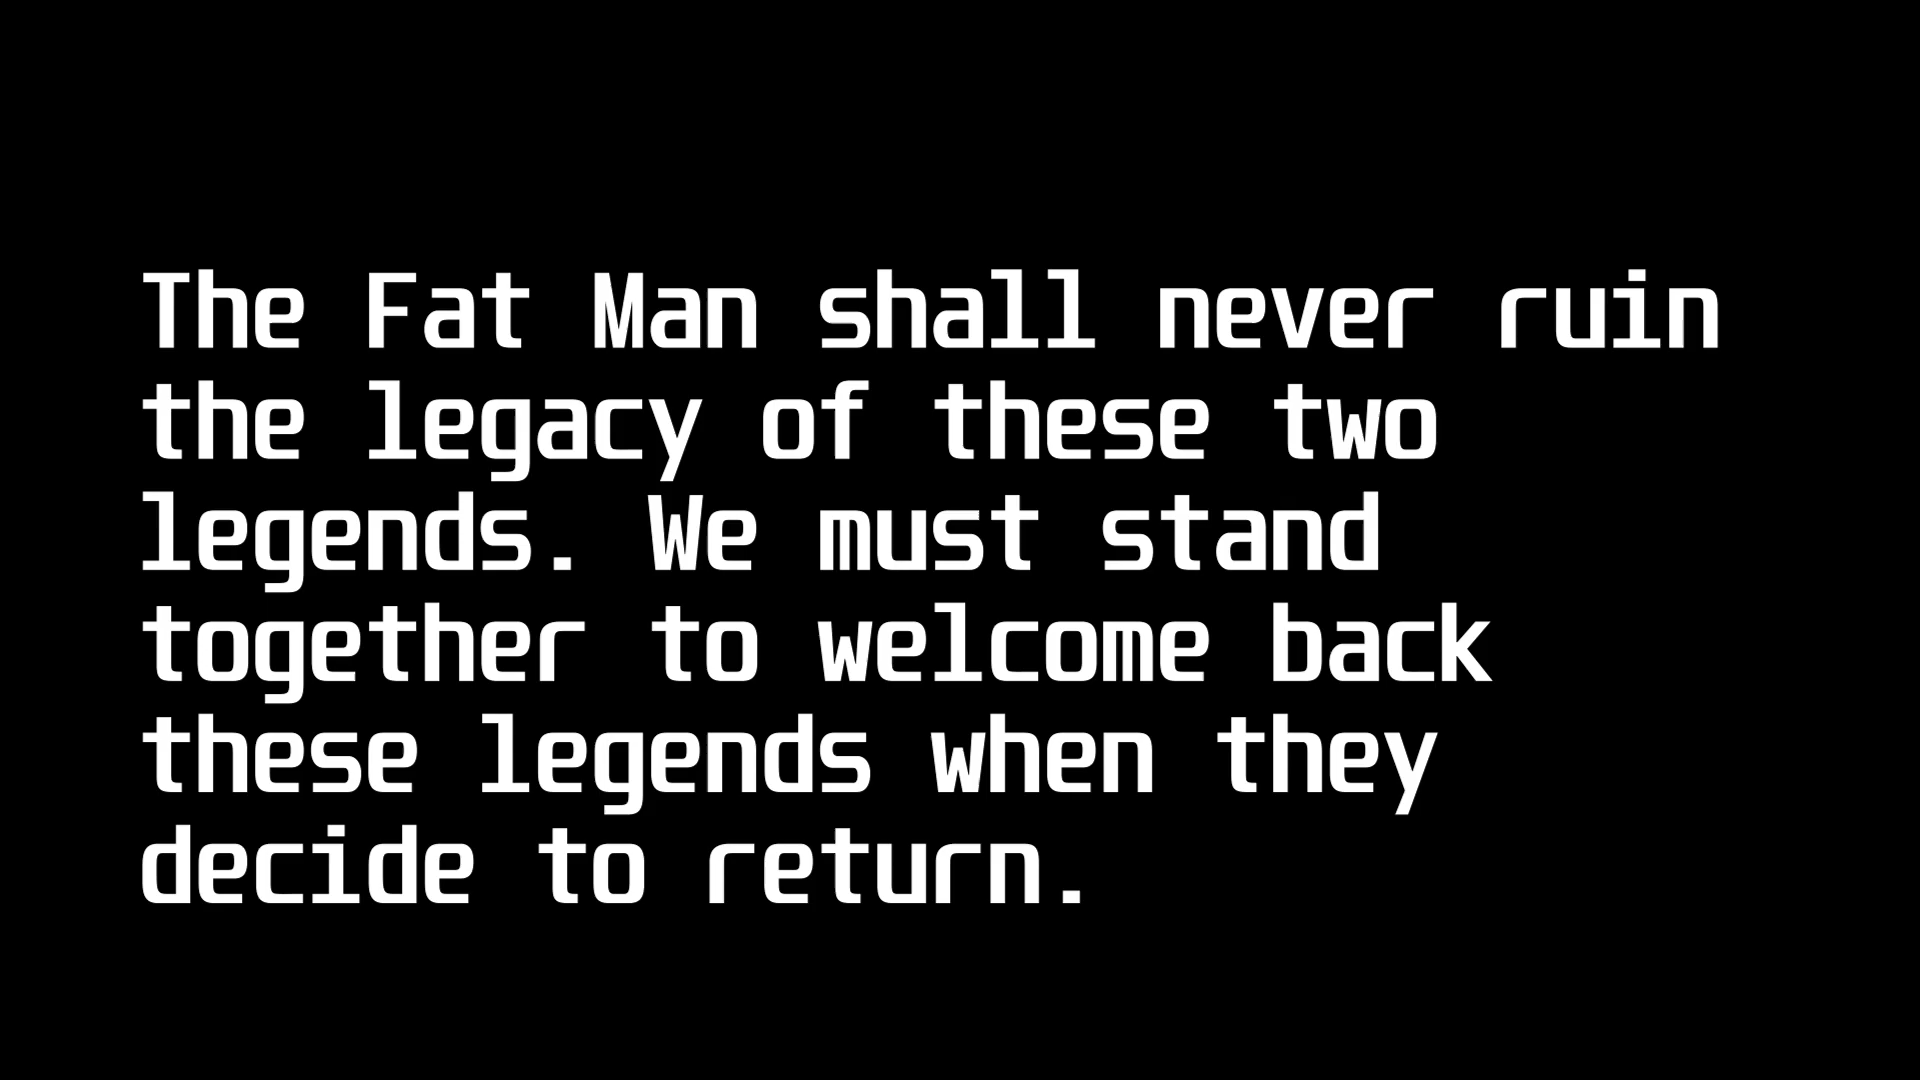 The Fat Man shall never ruin
the legacy of these two
legends. We must stand
together to welcome back
these legends when they
decide to return.